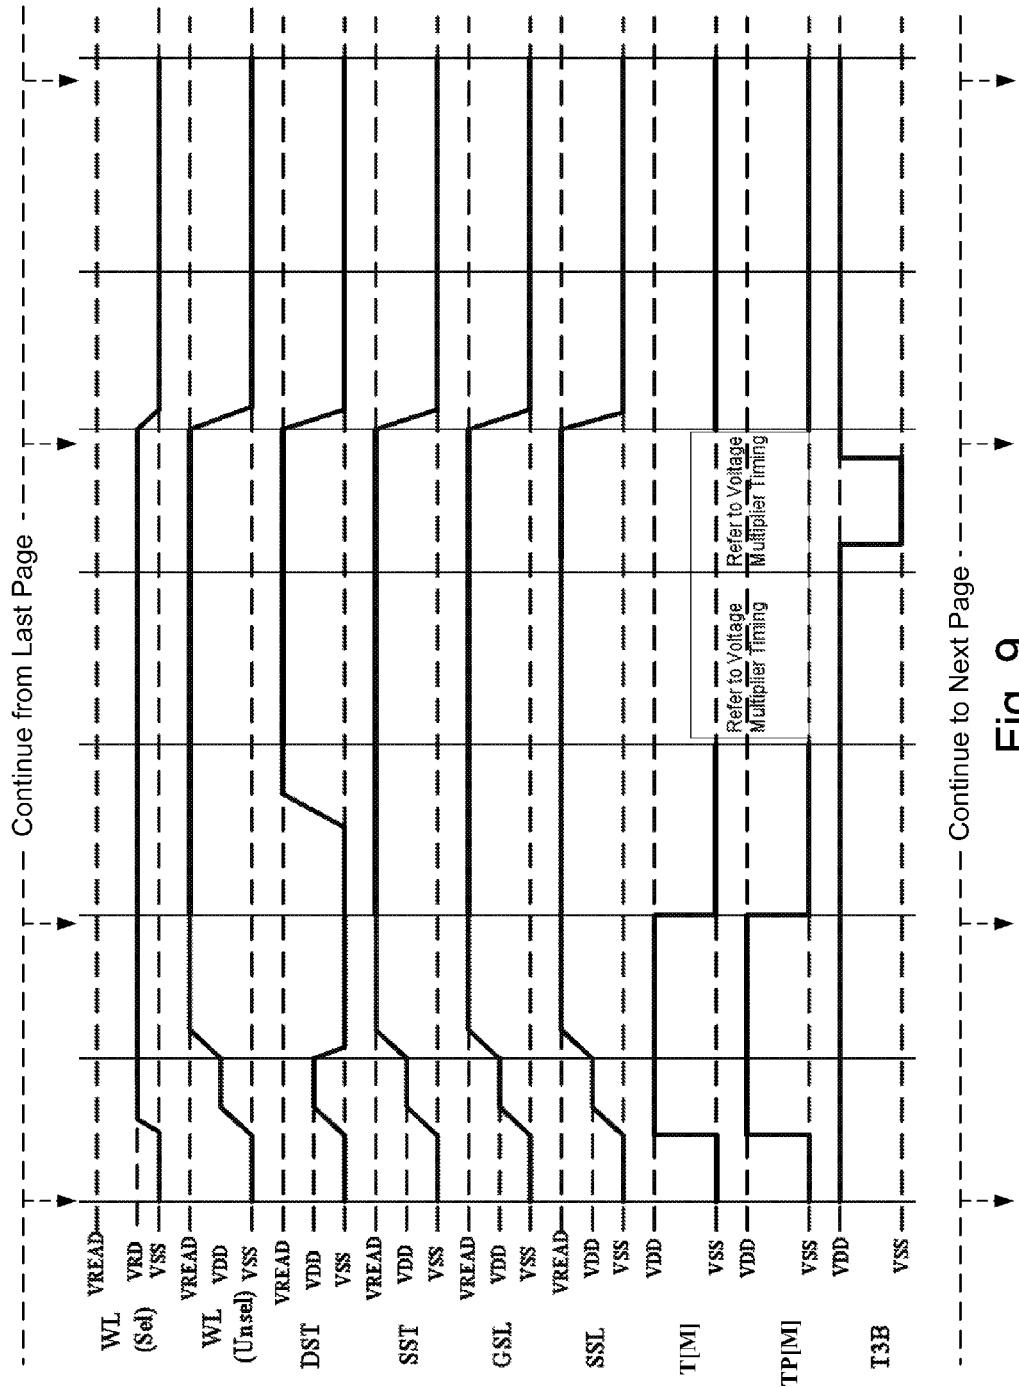 Continue from Last Page
WL
(Sel)
VREAD
VRD
VSS
WL
(Unsel)
VREAD
VDD
VSS
DST
VREAD
VDD
VSS
SST
VREAD
VDD
VSS
GSL
VREAD
VDD
VSS
SSL
VREAD
VDD
VSS
T[M]
VDD
VSS
Refer to Voltage
Multiplier Timing
Refer to Voltage
Multiplier Timing
TP[M]
VDD
VSS
T3B
VDD
VSS
Continue to Next Page
Fig. 9